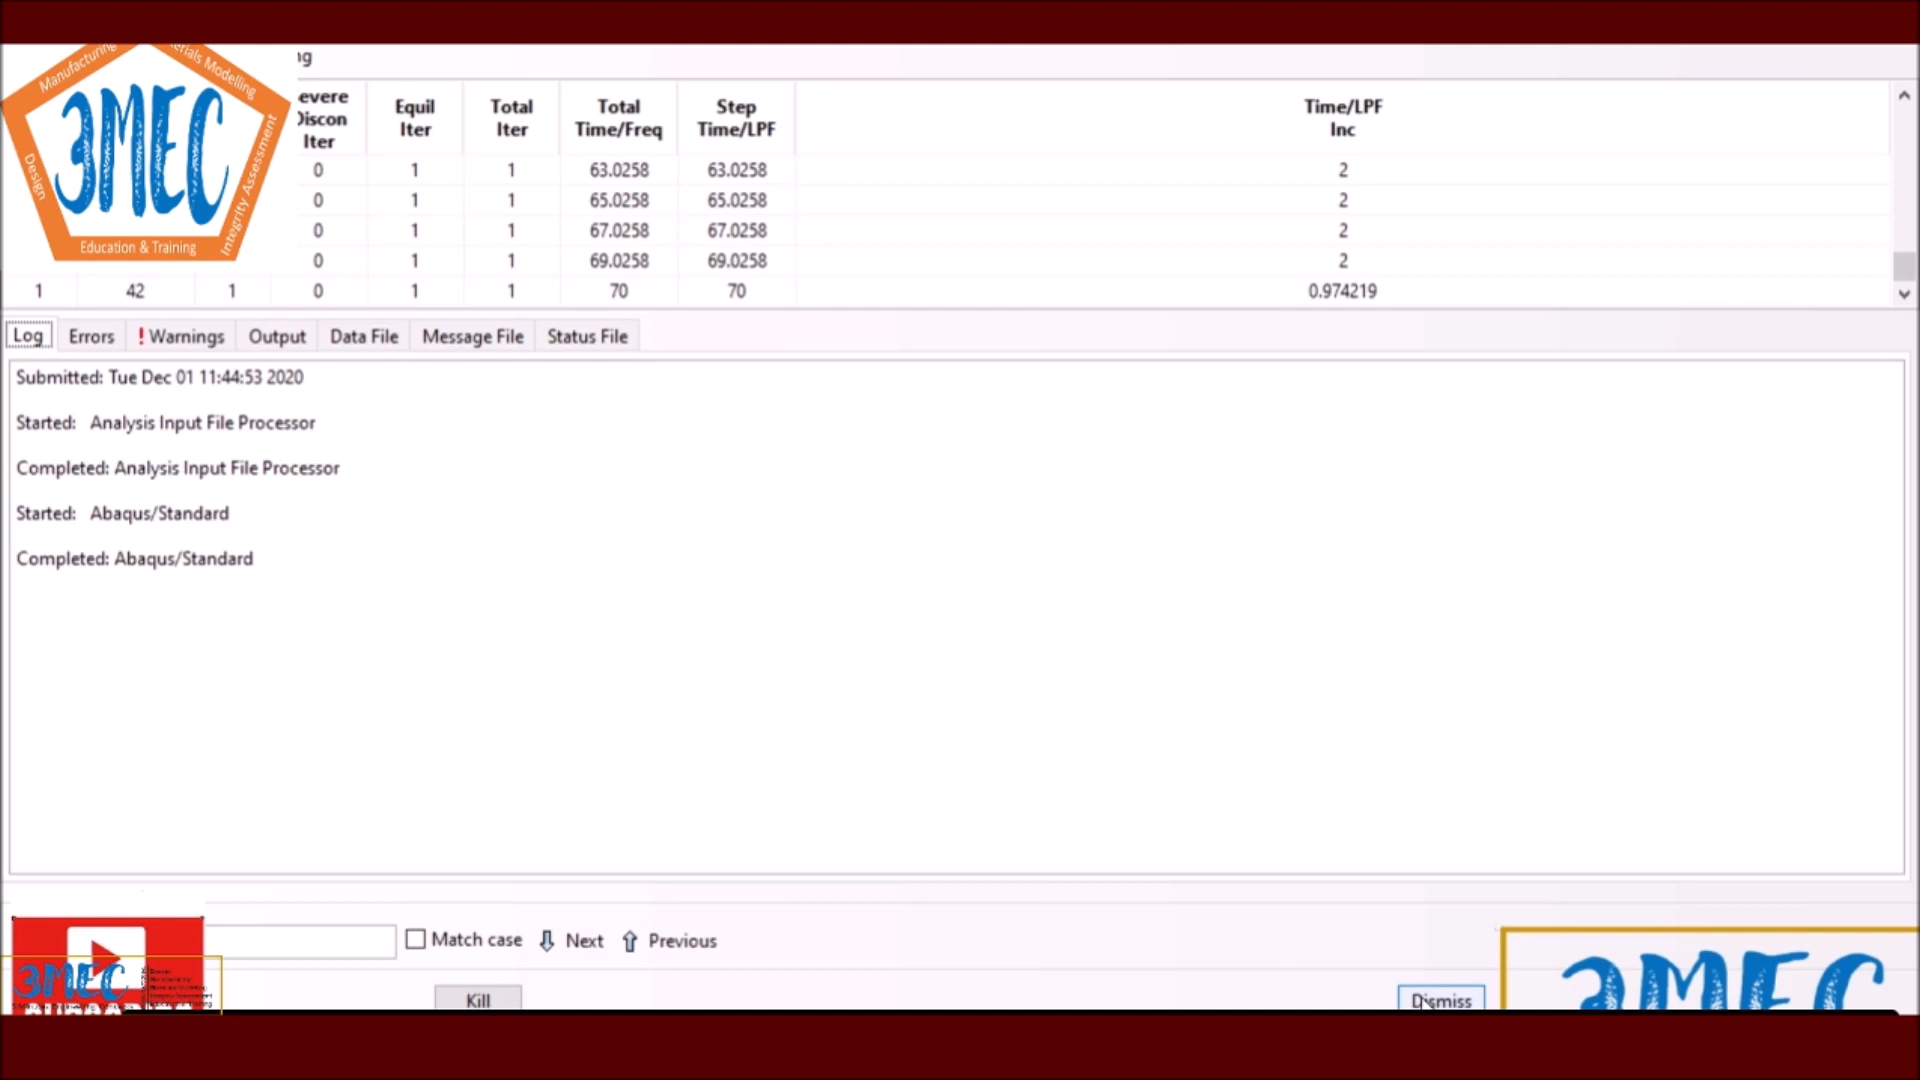 ng
Manufacturing
Materials Modelling
Design
Integrity Assessment
3MEC
Education & Training
evere Discon Iter
Equil Iter
Total Iter
Total Time/Freq
Step Time/LPF
Time/LPF Inc
0 1 1 63.0258 63.0258 2
0 1 1 65.0258 65.0258 2
0 1 1 67.0258 67.0258 2
0 1 1 69.0258 69.0258 2
1 42 1 0 1 1 70 70 0.974219
Log Errors ! Warnings Output Data File Message File Status File
Submitted: Tue Dec 01 11:44:53 2020
Started: Analysis Input File Processor
Completed: Analysis Input File Processor
Started: Abaqus/Standard
Completed: Abaqus/Standard
Match case Next Previous
3MEC
Kill
Dismiss
3MEC